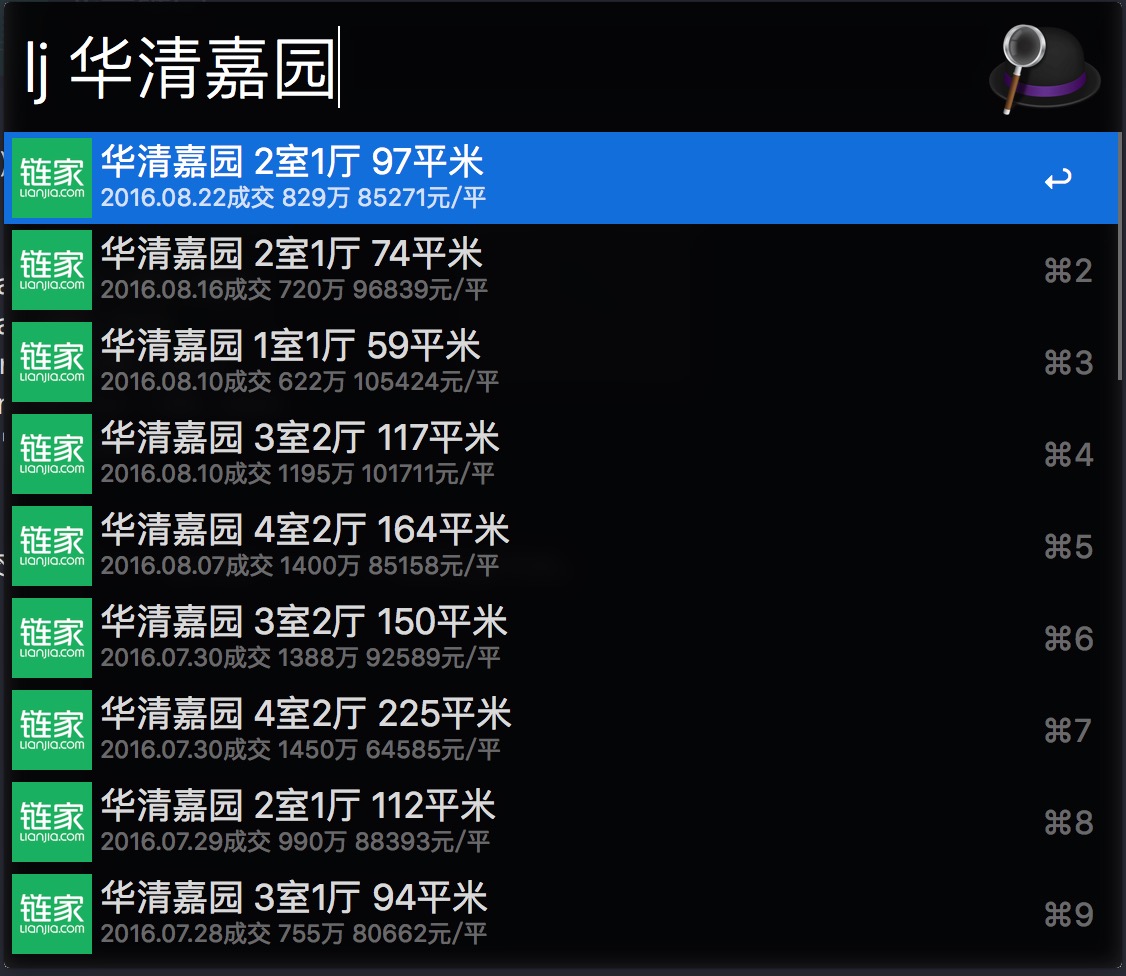 lj 华清嘉园
链家
Lianjia.com
华清嘉园 2室1厅 97平米
2016.08.22成交 829万 85271元/平
链家
Lianjia.com
华清嘉园 2室1厅 74平米
2016.08.16成交 720万 96839元/平
⌘2
链家
Lianjia.com
华清嘉园 1室1厅 59平米
2016.08.10成交 622万 105424元/平
⌘3
链家
Lianjia.com
华清嘉园 3室2厅 117平米
2016.08.10成交 1195万 101711元/平
⌘4
链家
Lianjia.com
华清嘉园 4室2厅 164平米
2016.08.07成交 1400万 85158元/平
⌘5
链家
Lianjia.com
华清嘉园 3室2厅 150平米
2016.07.30成交 1388万 92589元/平
⌘6
链家
Lianjia.com
华清嘉园 4室2厅 225平米
2016.07.30成交 1450万 64585元/平
⌘7
链家
Lianjia.com
华清嘉园 2室1厅 112平米
2016.07.29成交 990万 88393元/平
⌘8
链家
Lianjia.com
华清嘉园 3室1厅 94平米
2016.07.28成交 755万 80662元/平
⌘9